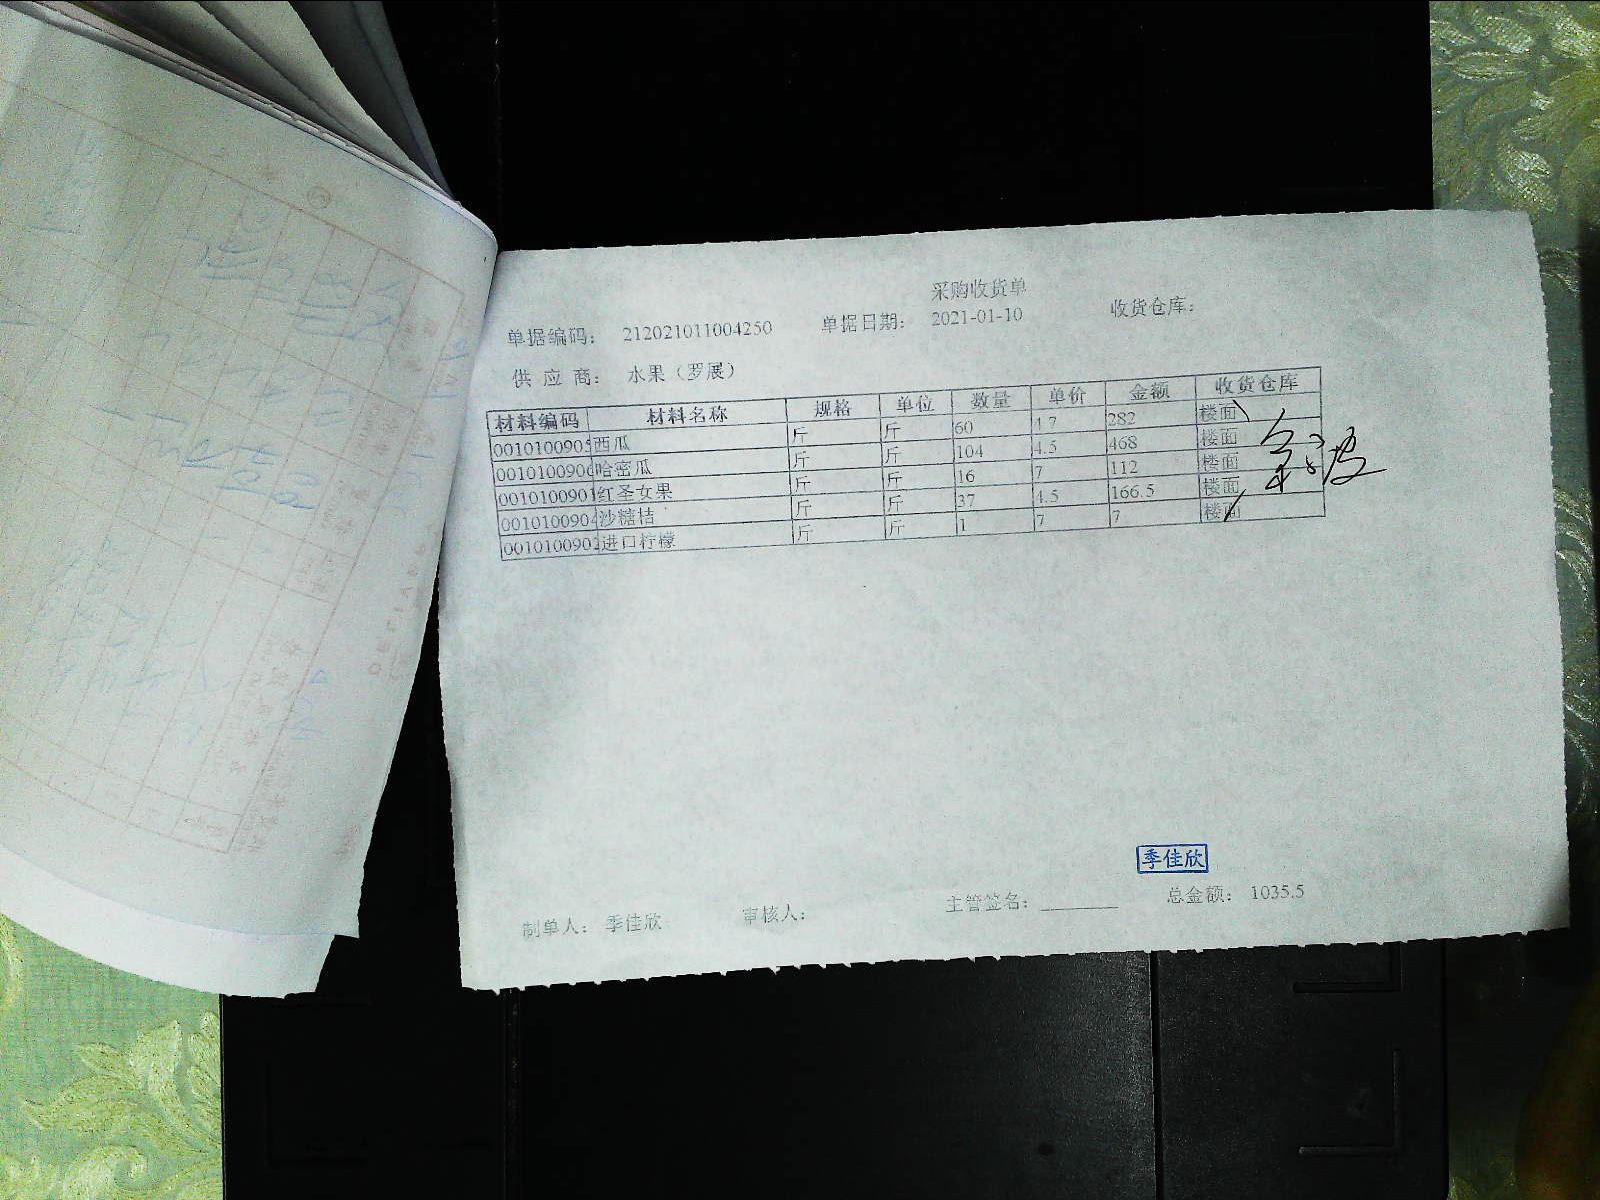 采购收货单
单据编码: 212021011004250 单据日期: 2021-01-10 收货仓库:
供 应 商: 水果（罗展）
材料编码 材料名称 规格 单位 数量 单价 金额 收货仓库
0010100905 西瓜 斤 斤 60 4.7 282 楼面
0010100906 哈密瓜 斤 斤 104 4.5 468 楼面
0010100901 红圣女果 斤 斤 16 7 112 楼面
0010100904 沙糖桔 斤 斤 37 4.5 166.5 楼面
0010100902 进口柠檬 斤 斤 1 7 7 楼面
季佳欣
制单人: 季佳欣 审核人: 主管签名: ________ 总金额: 1035.5